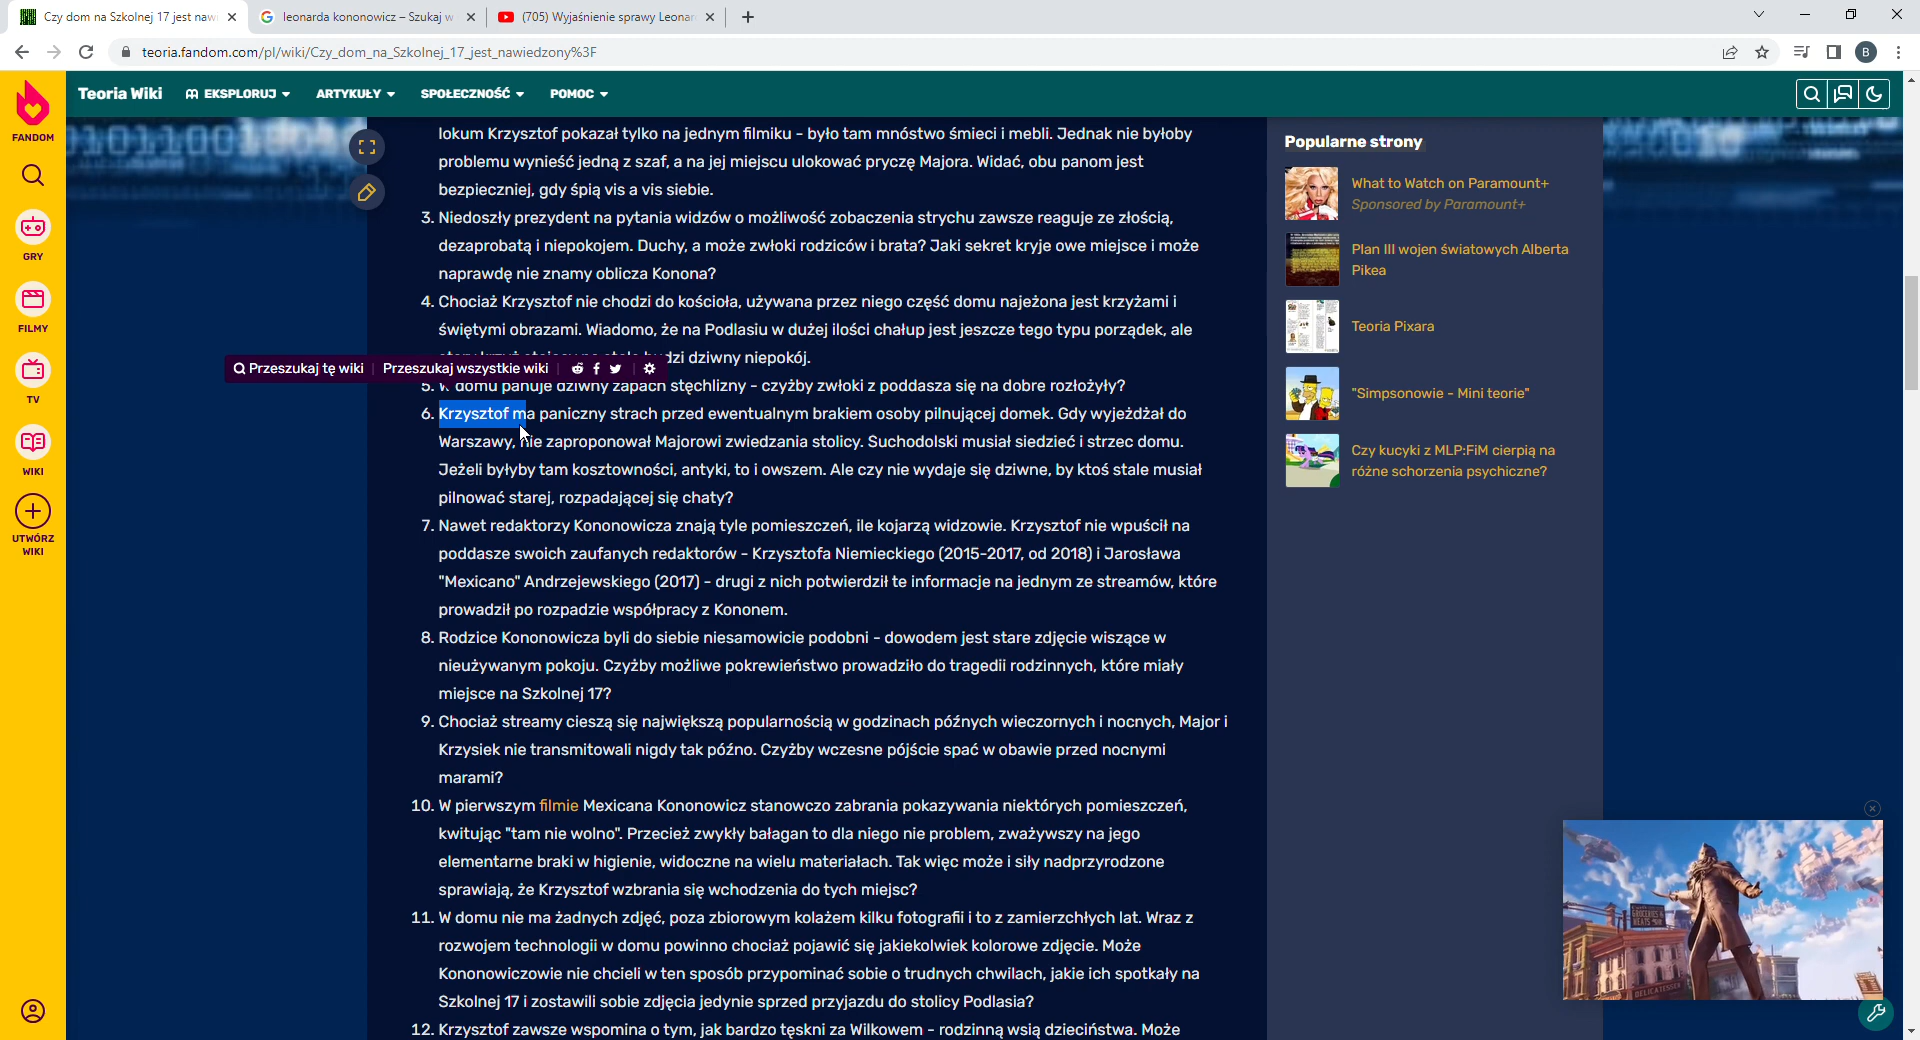 Czy dom na Szkolnej 17 jest naw
leonarda kononowicz – Szukaj w
(705) Wyjaśnienie sprawy Leonar
teoria.fandom.com/pl/wiki/Czy_dom_na_Szkolnej_17_jest_nawiedzony%3F
B
FANDOM
GRY
FILMY
TV
WIKI
UTWÓRZ
WIKI
Teoria Wiki
EKSPLORUJ
ARTYKUŁY
SPOŁECZNOŚĆ
POMOC
lokum Krzysztof pokazał tylko na jednym filmiku - było tam mnóstwo śmieci i mebli. Jednak nie byłoby
problemu wynieść jedną z szaf, a na jej miejscu ulokować pryczę Majora. Widać, obu panom jest
bezpieczniej, gdy śpią vis a vis siebie.
3. Niedoszły prezydent na pytania widzów o możliwość zobaczenia strychu zawsze reaguje ze złością,
dezaprobatą i niepokojem. Duchy, a może zwłoki rodziców i brata? Jaki sekret kryje owe miejsce i może
naprawdę nie znamy oblicza Konona?
4. Chociaż Krzysztof nie chodzi do kościoła, używana przez niego część domu najeżona jest krzyżami i
świętymi obrazami. Wiadomo, że na Podlasiu w dużej ilości chałup jest jeszcze tego typu porządek, ale
dzi dziwny niepokój.
Przeszukaj tę wiki
Przeszukaj wszystkie wiki
5. W domu panuje dziwny zapach stęchlizny - czyżby zwłoki z poddasza się na dobre rozłożyły?
6. Krzysztof ma paniczny strach przed ewentualnym brakiem osoby pilnującej domek. Gdy wyjeżdżał do
Warszawy, nie zaproponował Majorowi zwiedzania stolicy. Suchodolski musiał siedzieć i strzec domu.
Jeżeli byłyby tam kosztowności, antyki, to i owszem. Ale czy nie wydaje się dziwne, by ktoś stale musiał
pilnować starej, rozpadającej się chaty?
7. Nawet redaktorzy Kononowicza znają tyle pomieszczeń, ile kojarzą widzowie. Krzysztof nie wpuścił na
poddasze swoich zaufanych redaktorów - Krzysztofa Niemieckiego (2015-2017, od 2018) i Jarosława
"Mexicano" Andrzejewskiego (2017) - drugi z nich potwierdził te informacje na jednym ze streamów, które
prowadził po rozpadzie współpracy z Kononem.
8. Rodzice Kononowicza byli do siebie niesamowicie podobni - dowodem jest stare zdjęcie wiszące w
nieużywanym pokoju. Czyżby możliwe pokrewieństwo prowadziło do tragedii rodzinnych, które miały
miejsce na Szkolnej 17?
9. Chociaż streamy cieszą się największą popularnością w godzinach późnych wieczornych i nocnych, Major i
Krzysiek nie transmitowali nigdy tak późno. Czyżby wczesne pójście spać w obawie przed nocnymi
marami?
10. W pierwszym filmie Mexicana Kononowicz stanowczo zabrania pokazywania niektórych pomieszczeń,
kwitując "tam nie wolno". Przecież zwykły bałagan to dla niego nie problem, zważywszy na jego
elementarne braki w higienie, widoczne na wielu materiałach. Tak więc może i siły nadprzyrodzone
sprawiają, że Krzysztof wzbrania się wchodzenia do tych miejsc?
11. W domu nie ma żadnych zdjęć, poza zbiorowym kolażem kilku fotografii i to z zamierzchłych lat. Wraz z
rozwojem technologii w domu powinno chociaż pojawić się jakiekolwiek kolorowe zdjęcie. Może
Kononowiczowie nie chcieli w ten sposób przypominać sobie o trudnych chwilach, jakie ich spotkały na
Szkolnej 17 i zostawili sobie zdjęcia jedynie sprzed przyjazdu do stolicy Podlasia?
12. Krzysztof zawsze wspomina o tym, jak bardzo tęskni za Wilkowem - rodzinną wsią dzieciństwa. Może
Popularne strony
What to Watch on Paramount+
Sponsored by Paramount+
Plan III wojen światowych Alberta
Pikea
Teoria Pixara
"Simpsonowie - Mini teorie"
Czy kucyki z MLP:FiM cierpią na
różne schorzenia psychiczne?
GROCERIES &
MEATS
DELICATESSEN